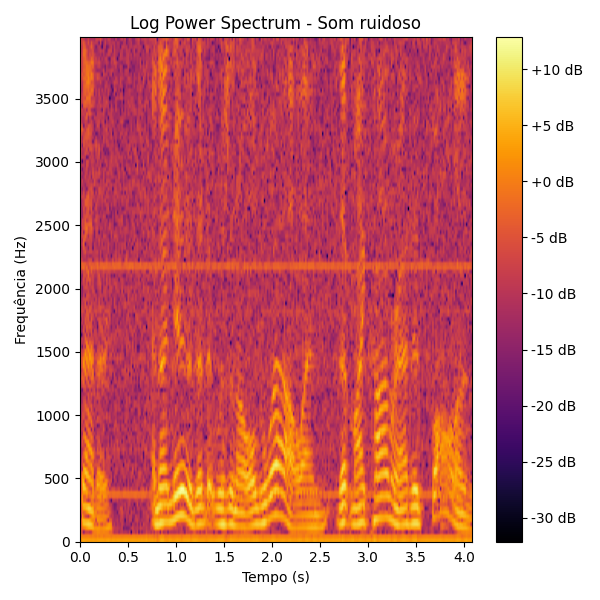 Log Power Spectrum - Som ruidoso
3500
3000
2500
2000
1500
1000
500
0
Frequência (Hz)
0.0 0.5 1.0 1.5 2.0 2.5 3.0 3.5 4.0
Tempo (s)
+10 dB
+5 dB
+0 dB
-5 dB
-10 dB
-15 dB
-20 dB
-25 dB
-30 dB